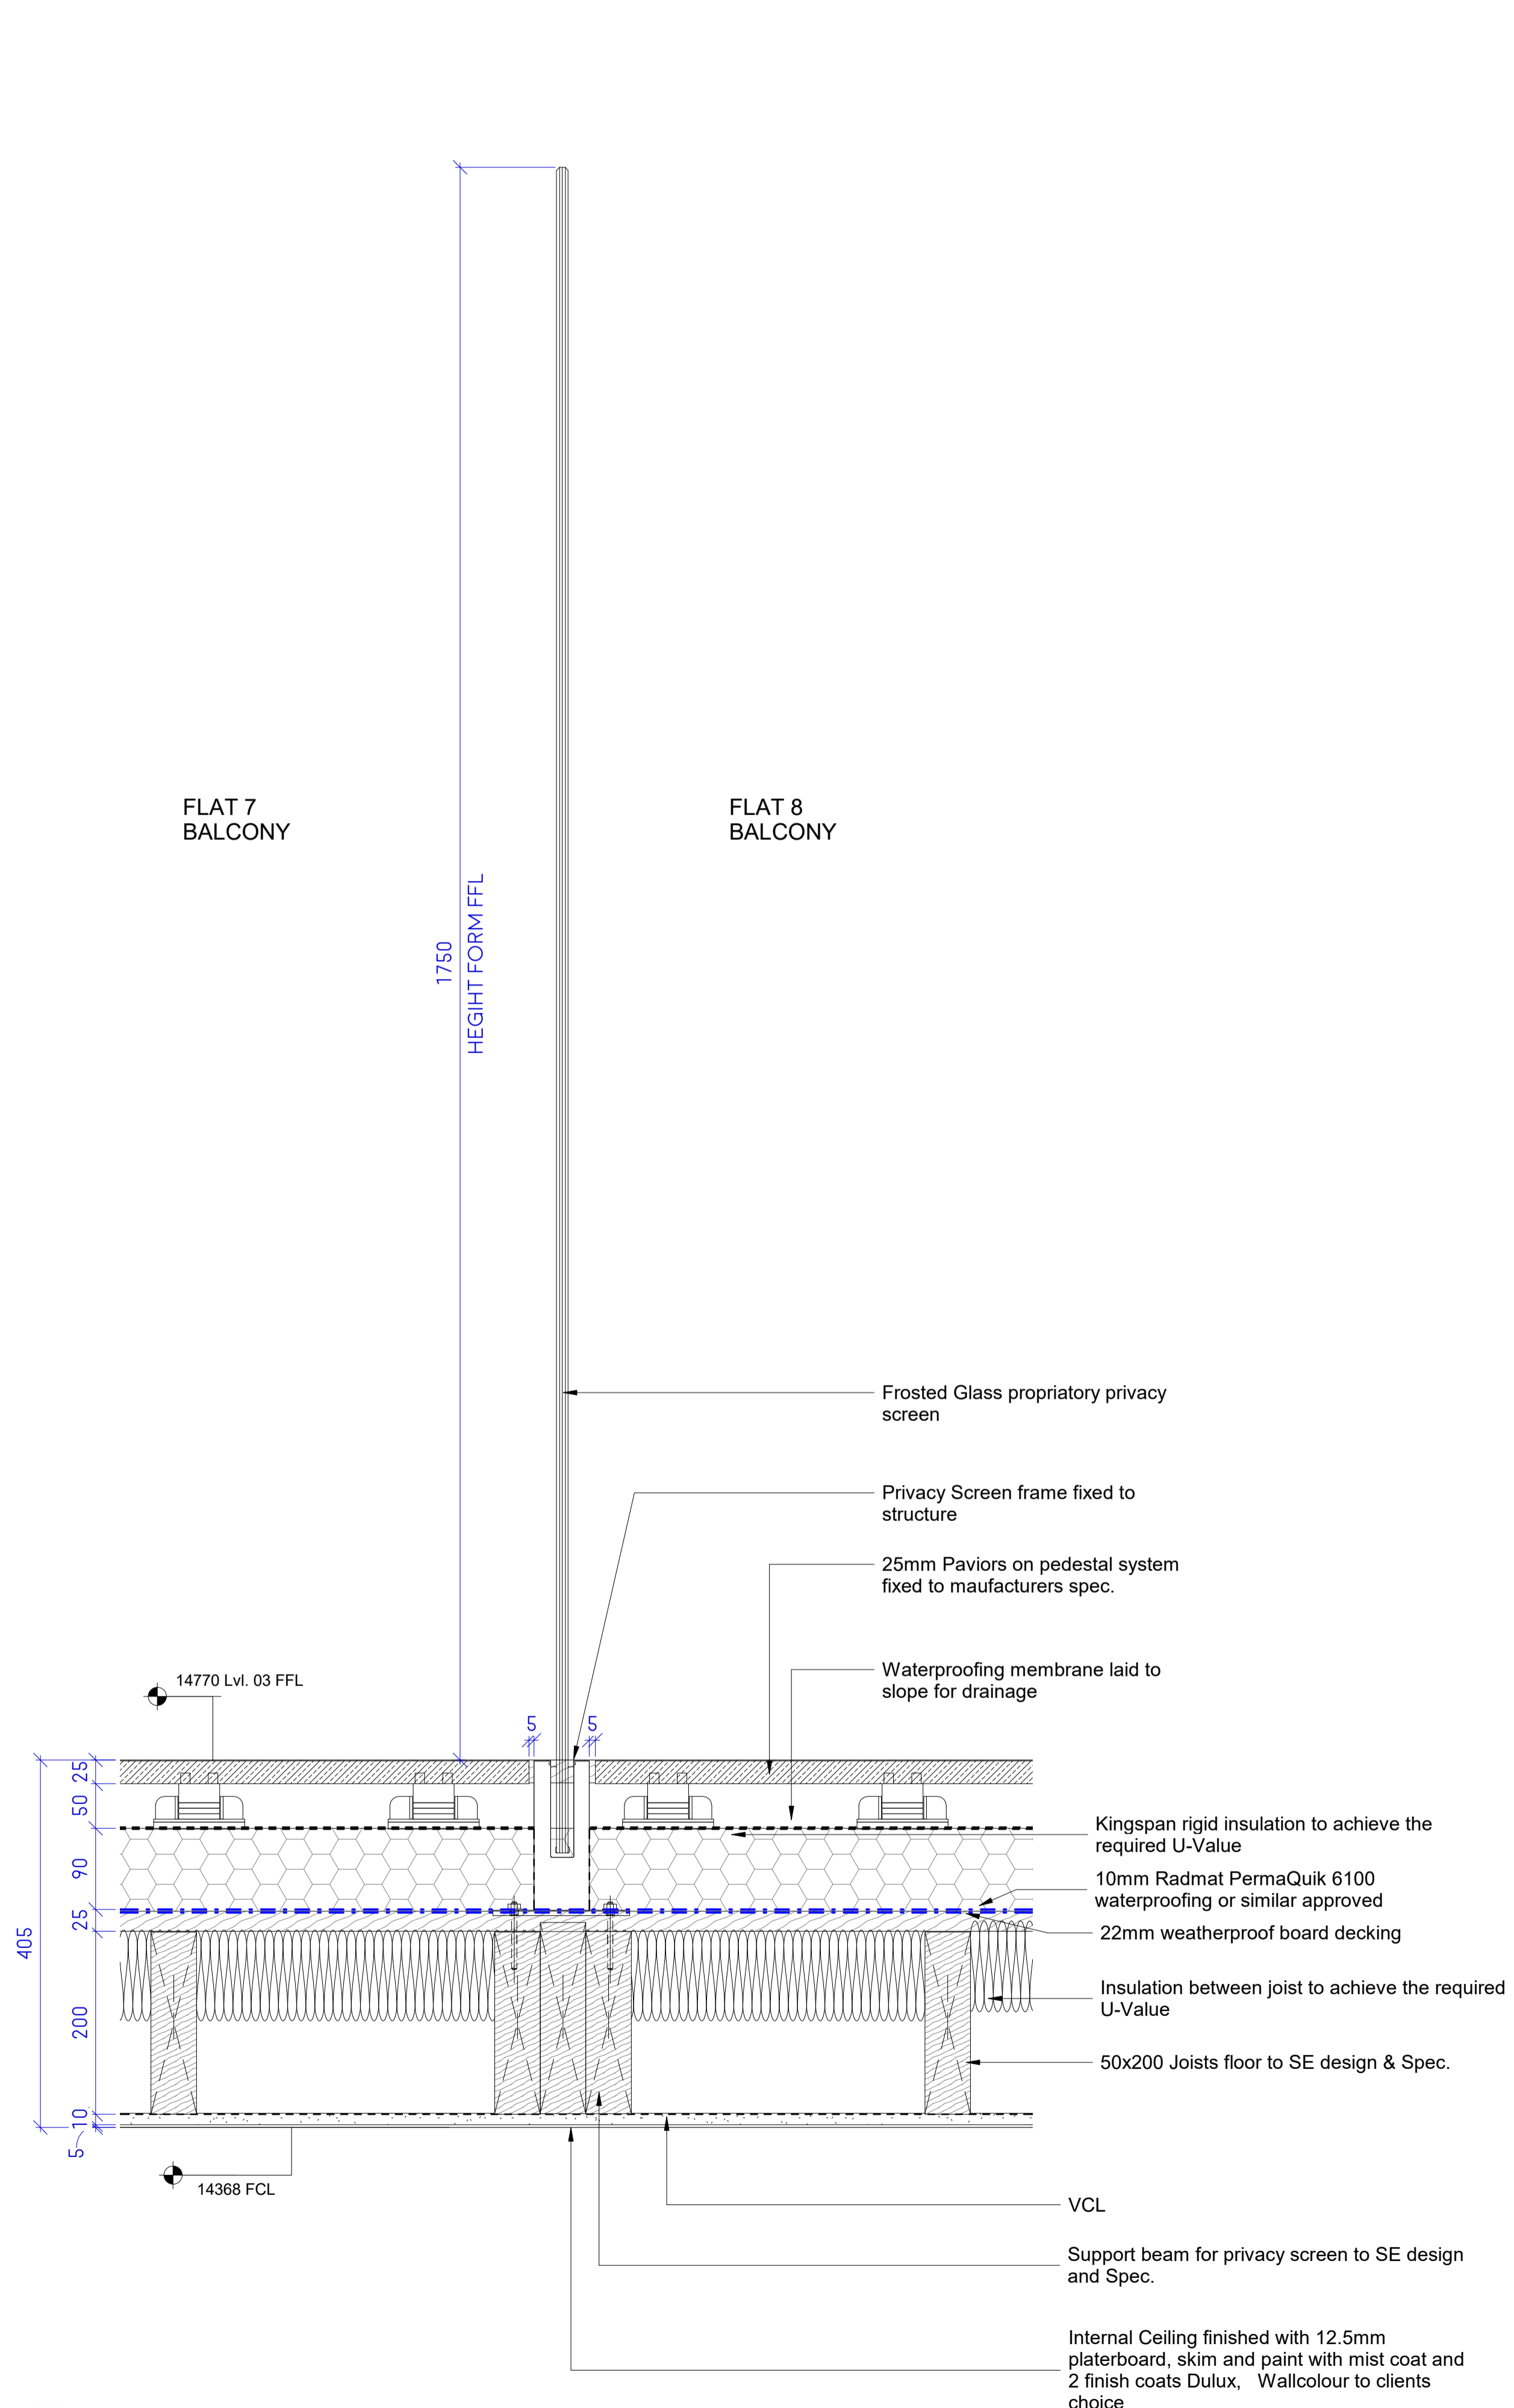 FLAT 7
BALCONY
FLAT 8
BALCONY
1750
HEGIHT FORM FFL
Frosted Glass propriatory privacy
screen
Privacy Screen frame fixed to
structure
25mm Paviors on pedestal system
fixed to maufacturers spec.
Waterproofing membrane laid to
slope for drainage
14770 Lvl. 03 FFL
5
5
25
50
90
25
200
10
5
405
Kingspan rigid insulation to achieve the
required U-Value
10mm Radmat PermaQuik 6100
waterproofing or similar approved
22mm weatherproof board decking
Insulation between joist to achieve the required
U-Value
50x200 Joists floor to SE design & Spec.
14368 FCL
VCL
Support beam for privacy screen to SE design
and Spec.
Internal Ceiling finished with 12.5mm
platerboard, skim and paint with mist coat and
2 finish coats Dulux, Wallcolour to clients
choice